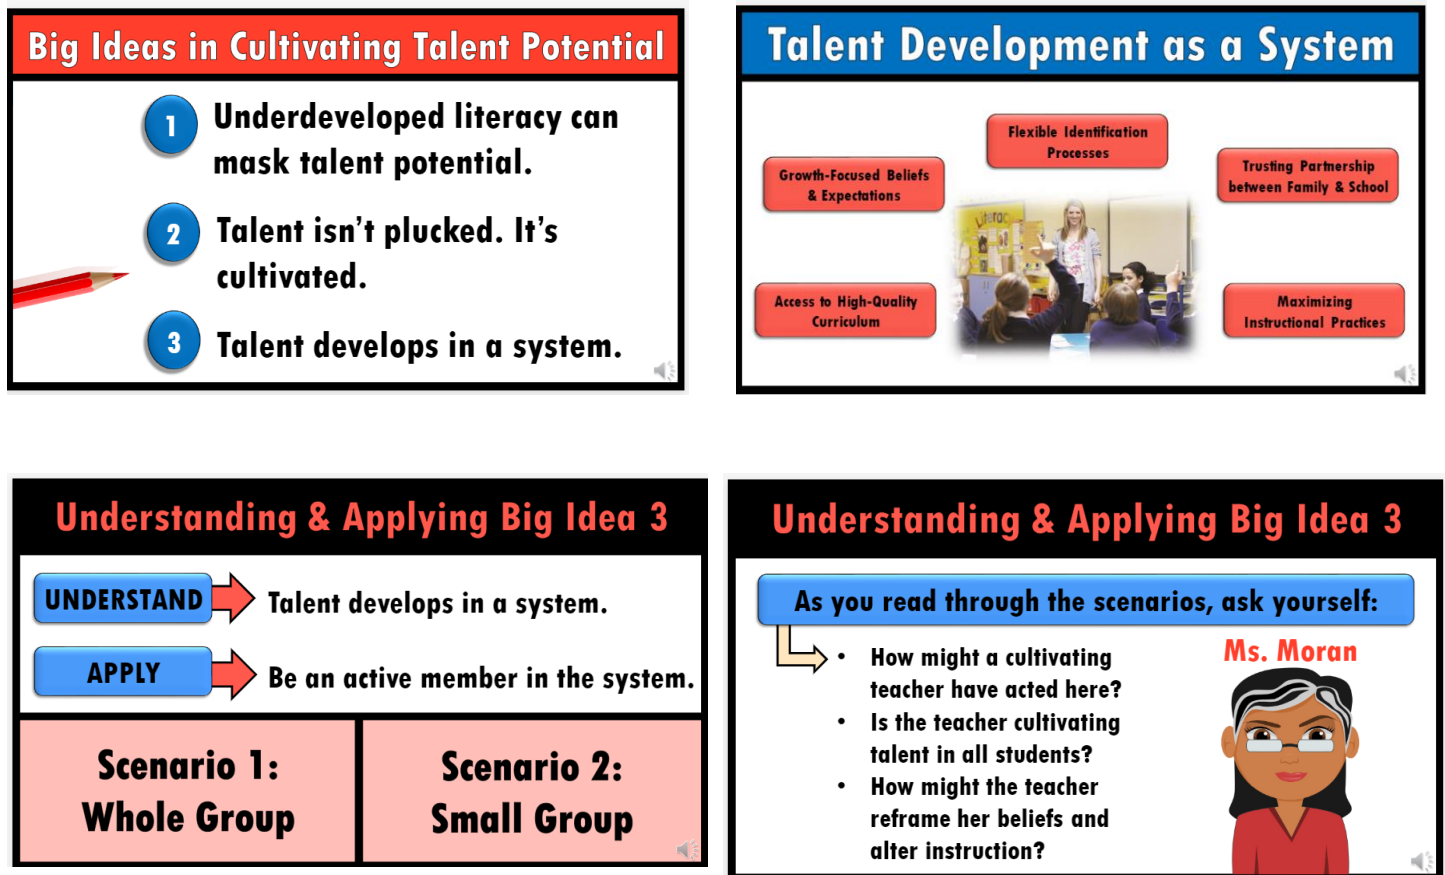 Big Ideas in Cultivating Talent Potential
1
Underdeveloped literacy can
mask talent potential.
2
Talent isn't plucked. It's
cultivated.
3
Talent develops in a system.
Talent Development as a System
Flexible Identification
Processes
Growth-Focused Beliefs
& Expectations
Trusting Partnership
between Family & School
Literac
Access to High-Quality
Curriculum
Maximizing
Instructional Practices
Understanding & Applying Big Idea 3
UNDERSTAND
Talent develops in a system.
APPLY
Be an active member in the system.
Scenario 1:
Whole Group
Scenario 2:
Small Group
Understanding & Applying Big Idea 3
As you read through the scenarios, ask yourself:
Ms. Moran
• How might a cultivating
teacher have acted here?
• Is the teacher cultivating
talent in all students?
• How might the teacher
reframe her beliefs and
alter instruction?